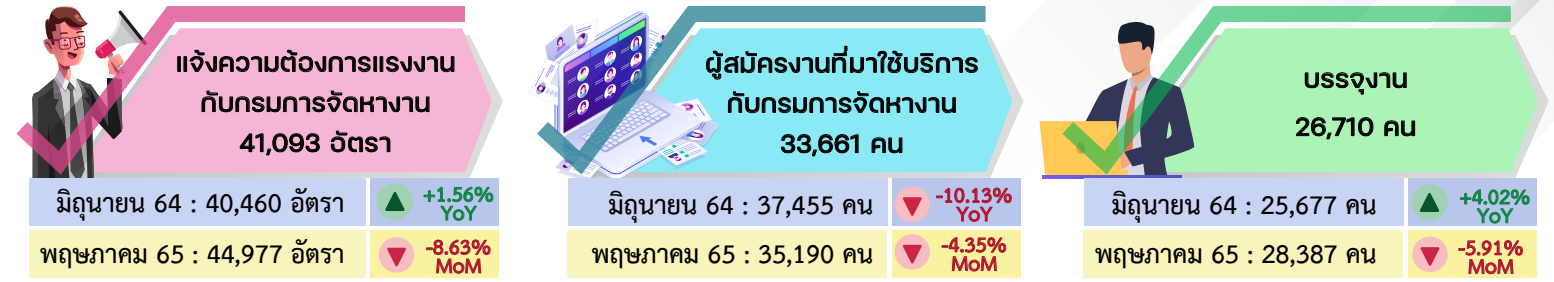 แจ้งความต้องการแรงงาน
กับกรมการจัดหางาน
41,093 อัตรา
มิถุนายน 64 : 40,460 อัตรา
+1.56%
YoY
พฤษภาคม 65 : 44,977 อัตรา
-8.63%
MoM
ผู้สมัครงานที่มาใช้บริการ
กับกรมการจัดหางาน
33,661 คน
มิถุนายน 64 : 37,455 คน
-10.13%
YoY
พฤษภาคม 65 : 35,190 คน
-4.35%
MoM
บรรจุงาน
26,710 คน
มิถุนายน 64 : 25,677 คน
+4.02%
YoY
พฤษภาคม 65 : 28,387 คน
-5.91%
MoM